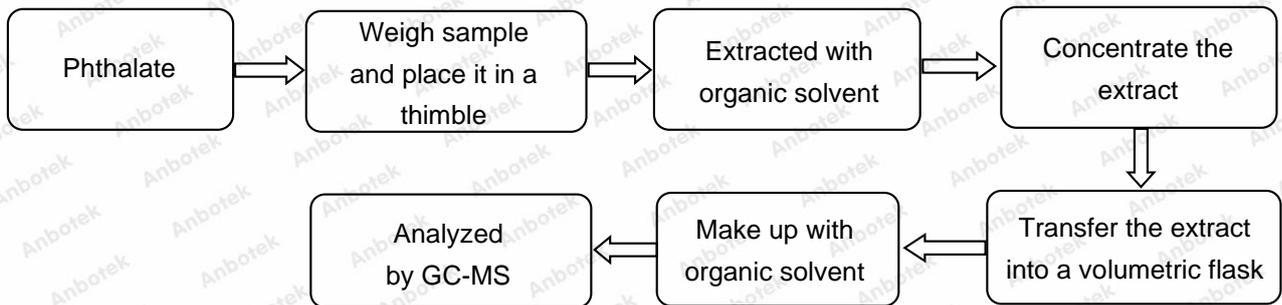 Phthalate
Weigh sample
and place it in a
thimble
Extracted with
organic solvent
Concentrate the
extract
Transfer the extract
into a volumetric flask
Make up with
organic solvent
Analyzed
by GC-MS
Anbotek